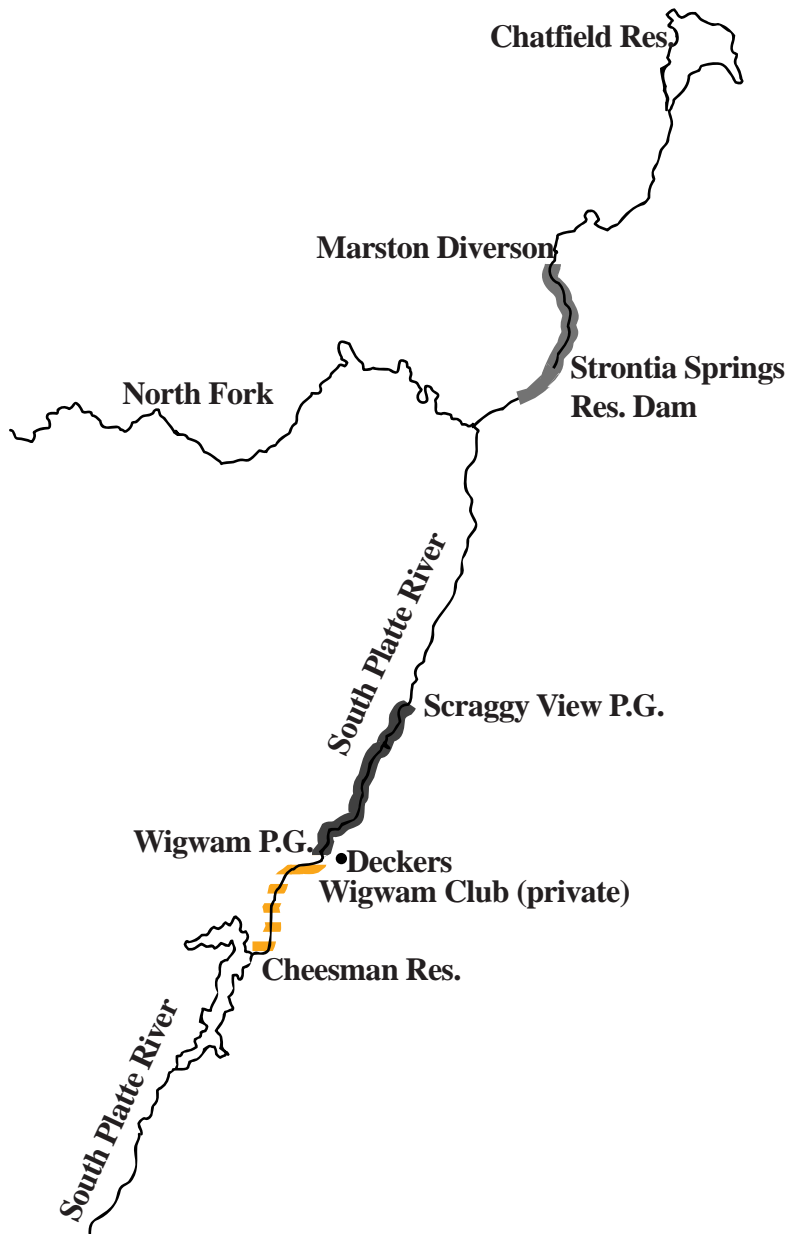 Chatfield Res.
Marston Diverson
Strontia Springs
Res. Dam
North Fork
South Platte River
Scraggy View P.G.
Wigwam P.G.
Deckers
Wigwam Club (private)
Cheesman Res.
South Platte River